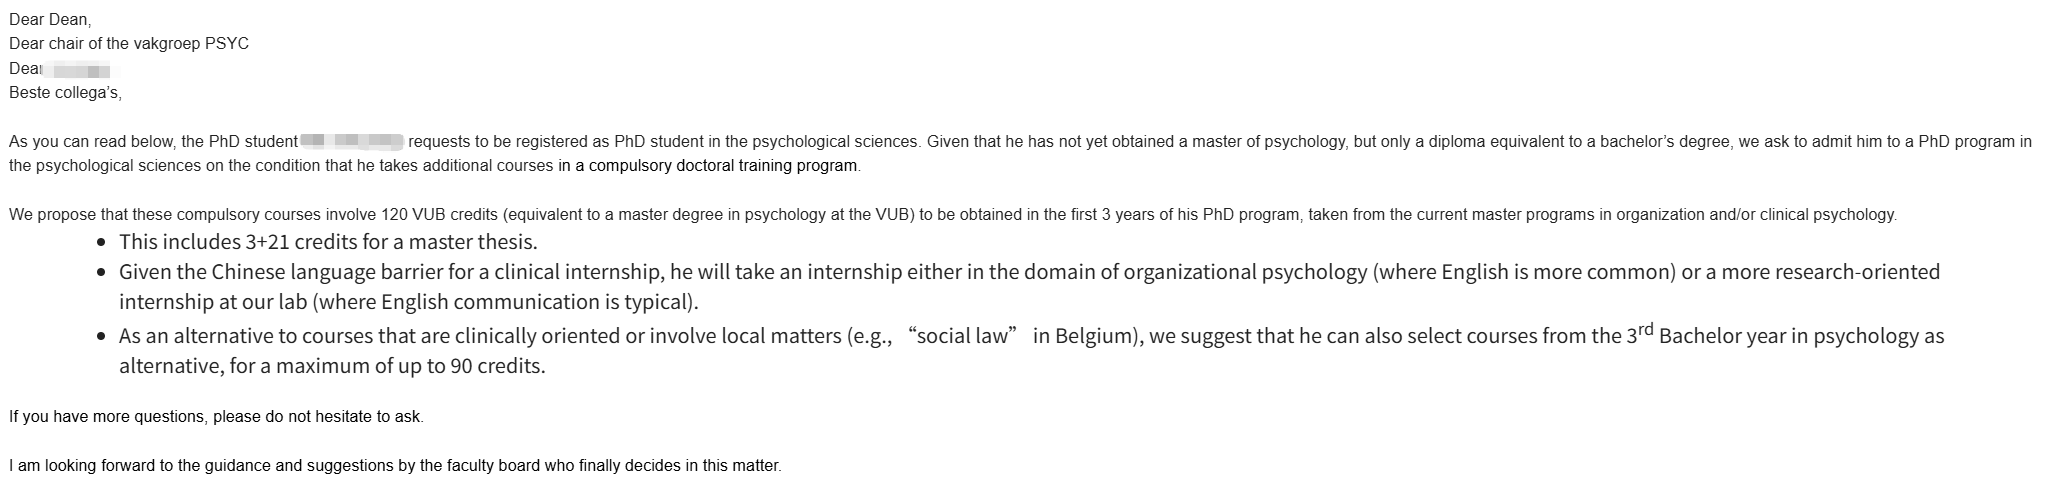 Dear Dean,
Dear chair of the vakgroep PSYC
Dear
Beste collega's,
As you can read below, the PhD student requests to be registered as PhD student in the psychological sciences. Given that he has not yet obtained a master of psychology, but only a diploma equivalent to a bachelor's degree, we ask to admit him to a PhD program in
the psychological sciences on the condition that he takes additional courses in a compulsory doctoral training program.
We propose that these compulsory courses involve 120 VUB credits (equivalent to a master degree in psychology at the VUB) to be obtained in the first 3 years of his PhD program, taken from the current master programs in organization and/or clinical psychology.
• This includes 3+21 credits for a master thesis.
• Given the Chinese language barrier for a clinical internship, he will take an internship either in the domain of organizational psychology (where English is more common) or a more research-oriented
internship at our lab (where English communication is typical).
• As an alternative to courses that are clinically oriented or involve local matters (e.g., “social law” in Belgium), we suggest that he can also select courses from the 3rd Bachelor year in psychology as
alternative, for a maximum of up to 90 credits.
If you have more questions, please do not hesitate to ask.
I am looking forward to the guidance and suggestions by the faculty board who finally decides in this matter.